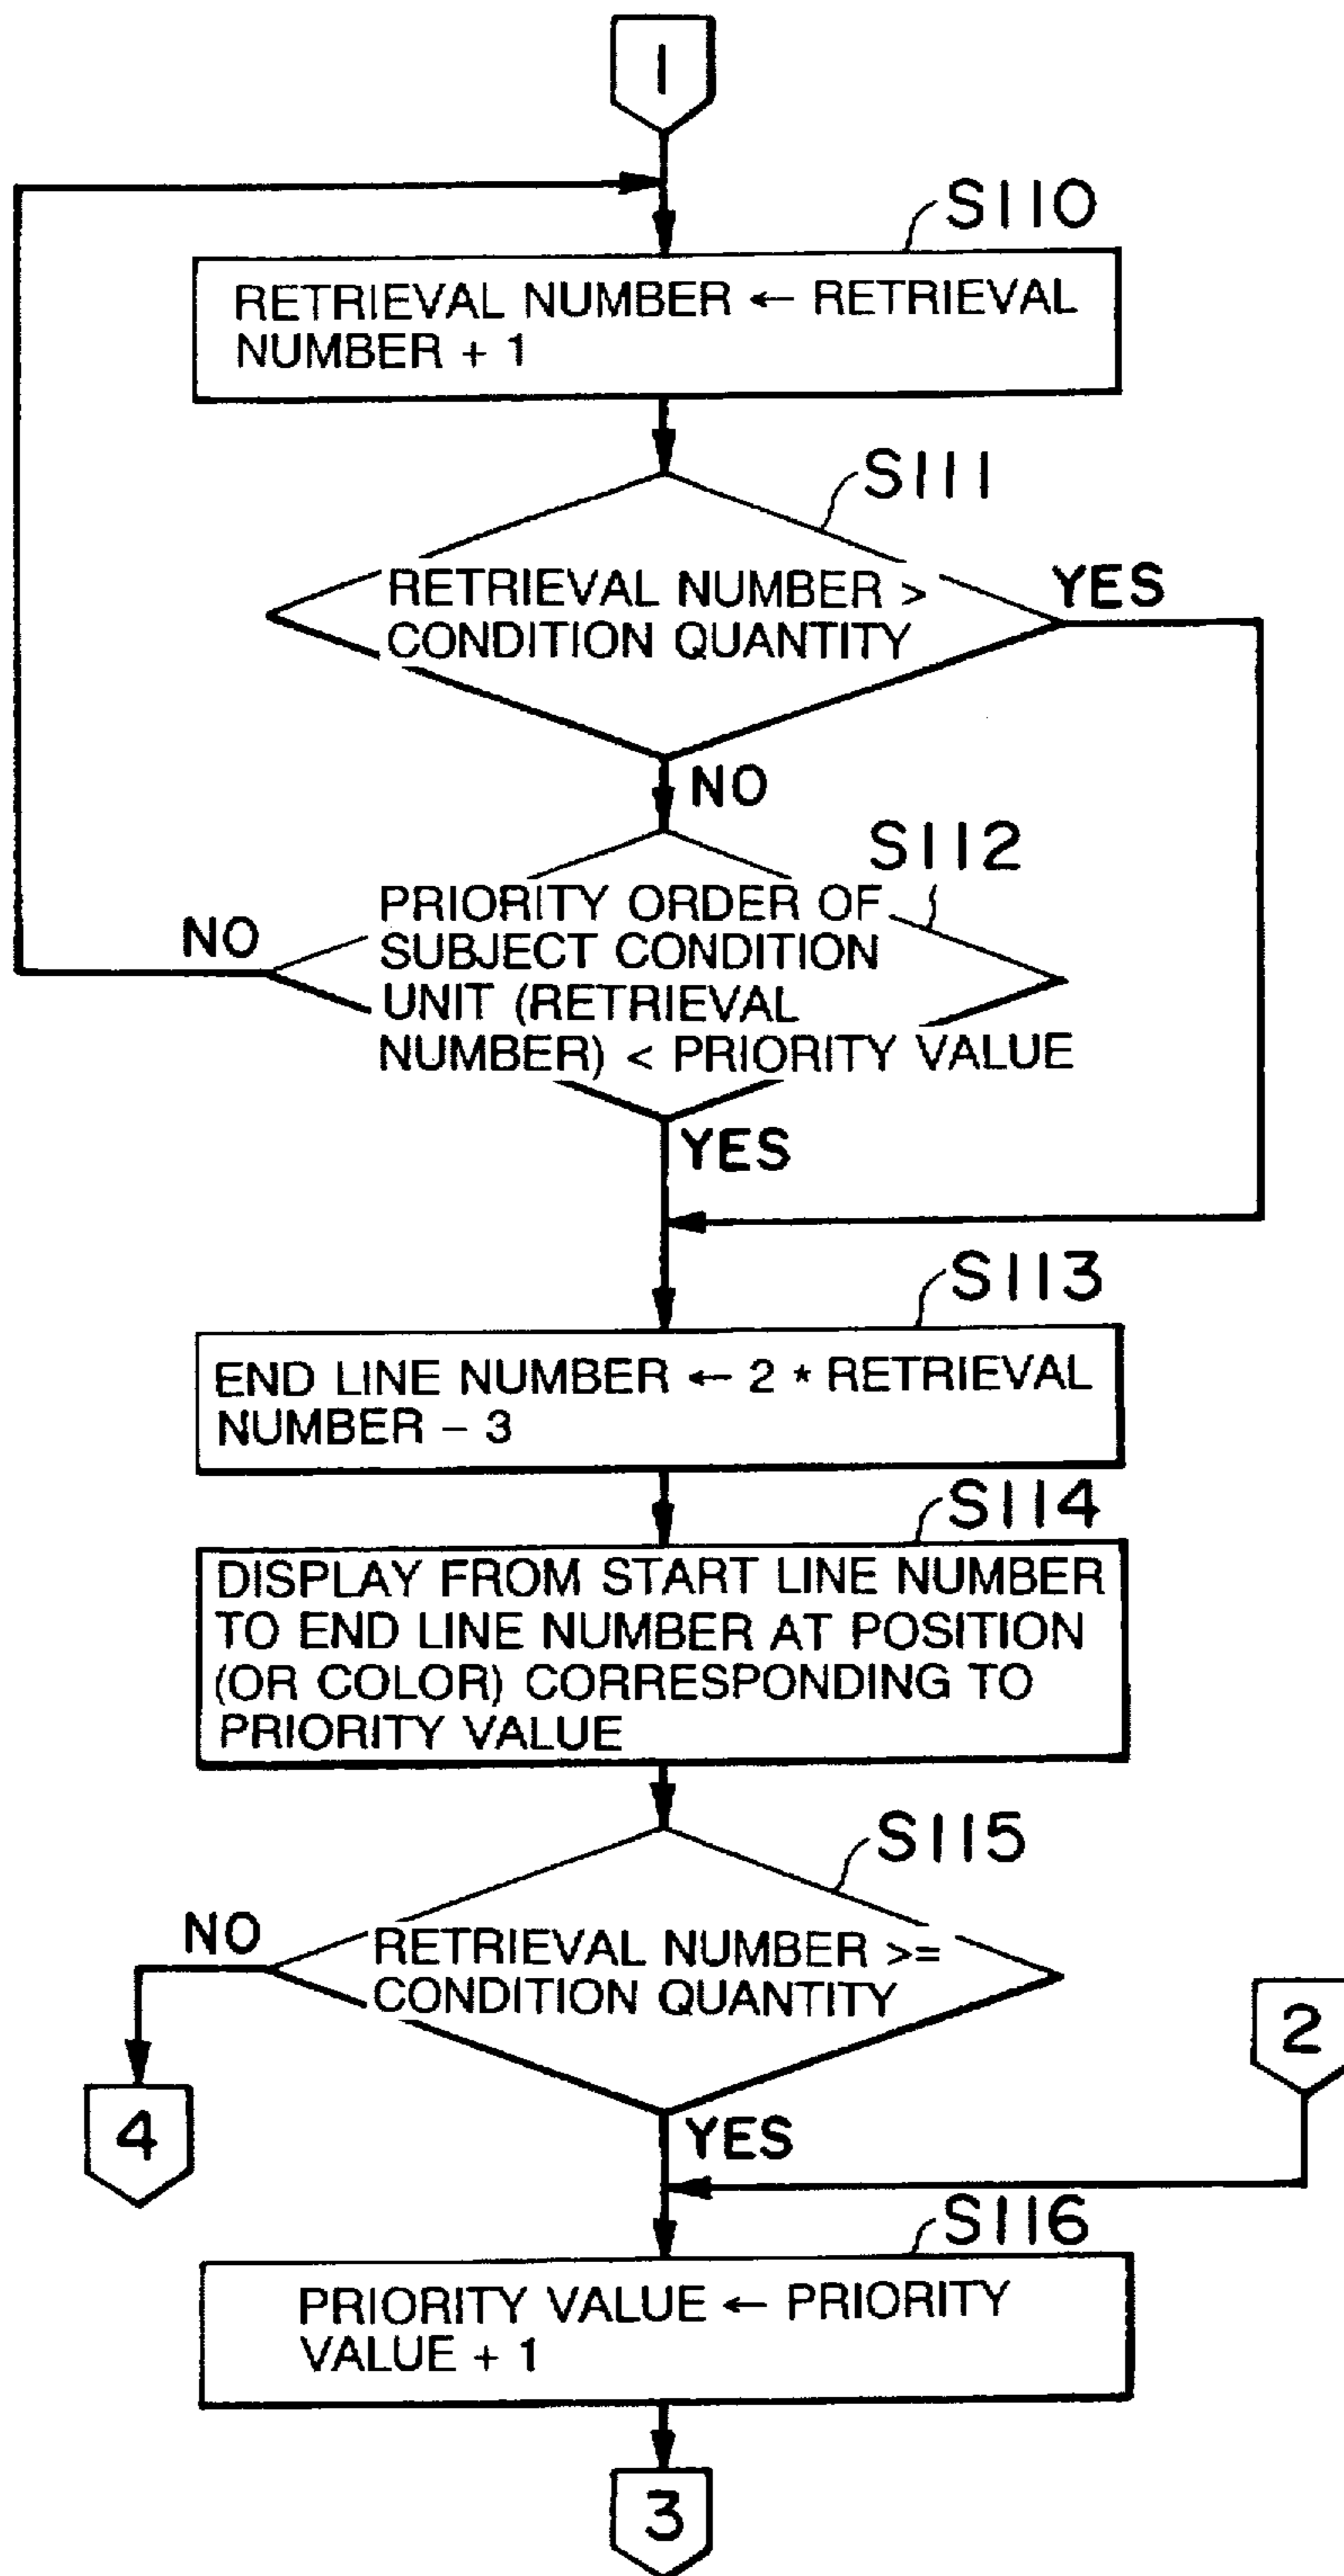 1
S110
RETRIEVAL NUMBER ← RETRIEVAL
NUMBER + 1
S111
RETRIEVAL NUMBER >
CONDITION QUANTITY
YES
NO
S112
PRIORITY ORDER OF
SUBJECT CONDITION
UNIT (RETRIEVAL
NUMBER) < PRIORITY VALUE
NO
YES
S113
END LINE NUMBER ← 2 * RETRIEVAL
NUMBER – 3
S114
DISPLAY FROM START LINE NUMBER
TO END LINE NUMBER AT POSITION
(OR COLOR) CORRESPONDING TO
PRIORITY VALUE
S115
NO
RETRIEVAL NUMBER >=
CONDITION QUANTITY
2
4
YES
S116
PRIORITY VALUE ← PRIORITY
VALUE + 1
3